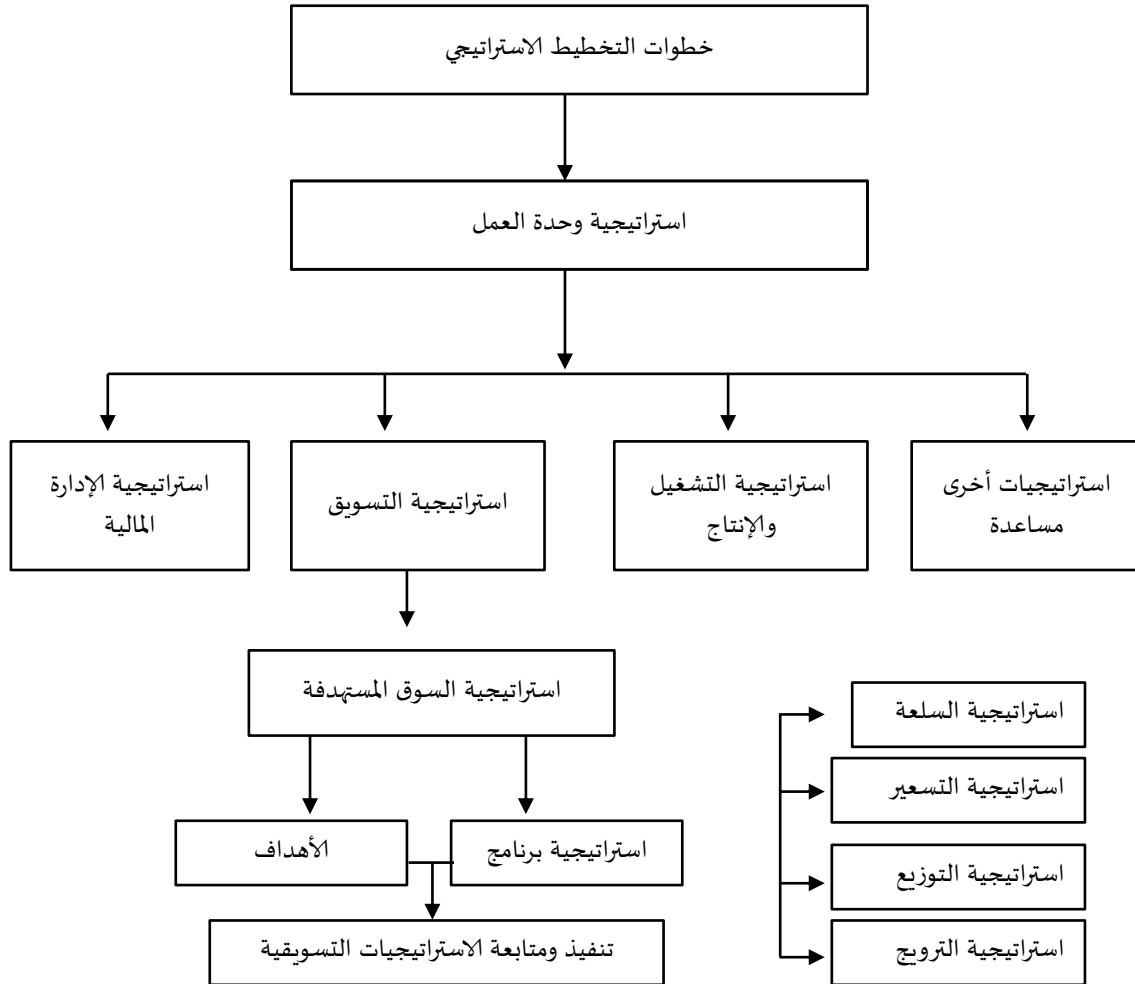 خطوات التخطيط الاستراتيجي
استراتيجية وحدة العمل
استراتيجيات أخرى
مساعدة
استراتيجية التشغيل
والإنتاج
استراتيجية التسويق
استراتيجية الإدارة
المالية
استراتيجية السوق المستهدفة
استراتيجية برنامج
الأهداف
تنفيذ ومتابعة الاستراتيجيات التسويقية
استراتيجية السلعة
استراتيجية التسعير
استراتيجية التوزيع
استراتيجية الترويج